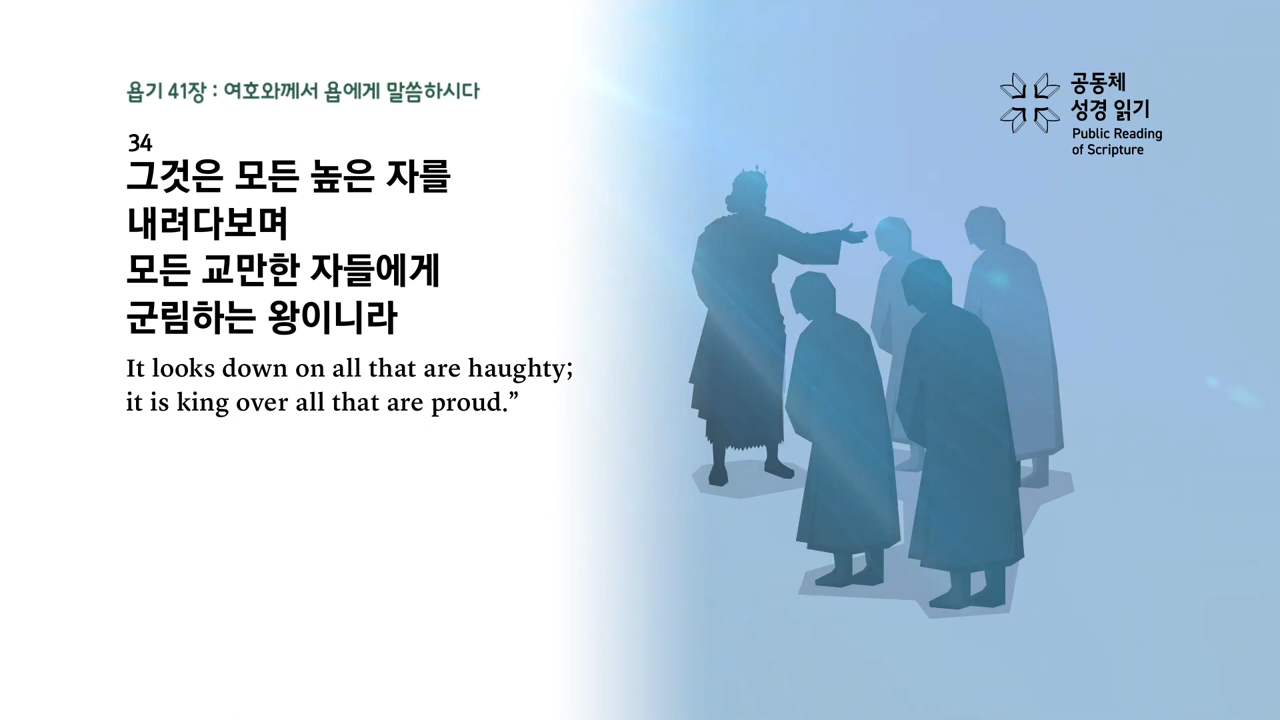 욥기 41장 : 여호와께서 욥에게 말씀하시다
34
그것은 모든 높은 자를
내려다보며
모든 교만한 자들에게
군림하는 왕이니라
It looks down on all that are haughty;
it is king over all that are proud.”
공동체
성경 읽기
Public Reading
of Scripture